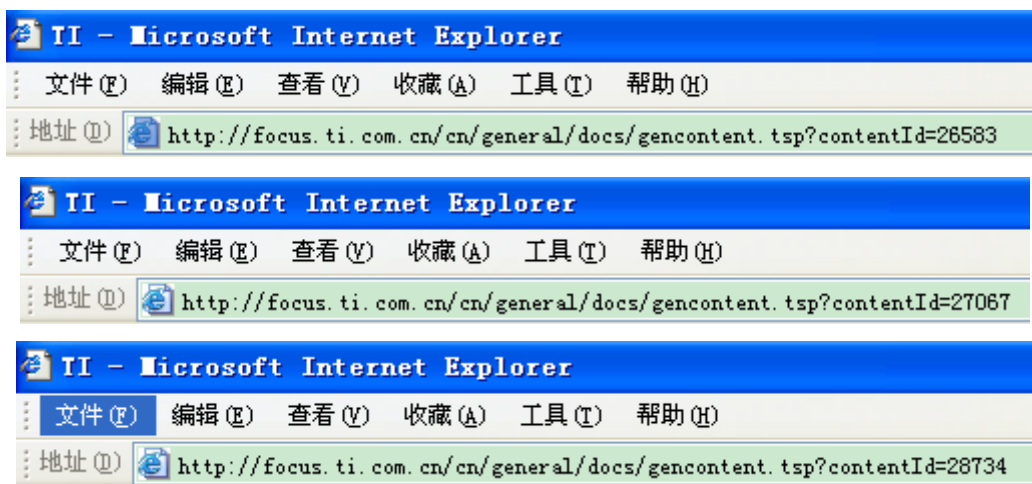 TI - Microsoft Internet Explorer
文件(F) 编辑(E) 查看(V) 收藏(A) 工具(T) 帮助(H)
地址(D) http://focus.ti.com.cn/cn/general/docs/gencontent.tsp?contentId=26583
TI - Microsoft Internet Explorer
文件(F) 编辑(E) 查看(V) 收藏(A) 工具(T) 帮助(H)
地址(D) http://focus.ti.com.cn/cn/general/docs/gencontent.tsp?contentId=27067
TI - Microsoft Internet Explorer
文件(F) 编辑(E) 查看(V) 收藏(A) 工具(T) 帮助(H)
地址(D) http://focus.ti.com.cn/cn/general/docs/gencontent.tsp?contentId=28734